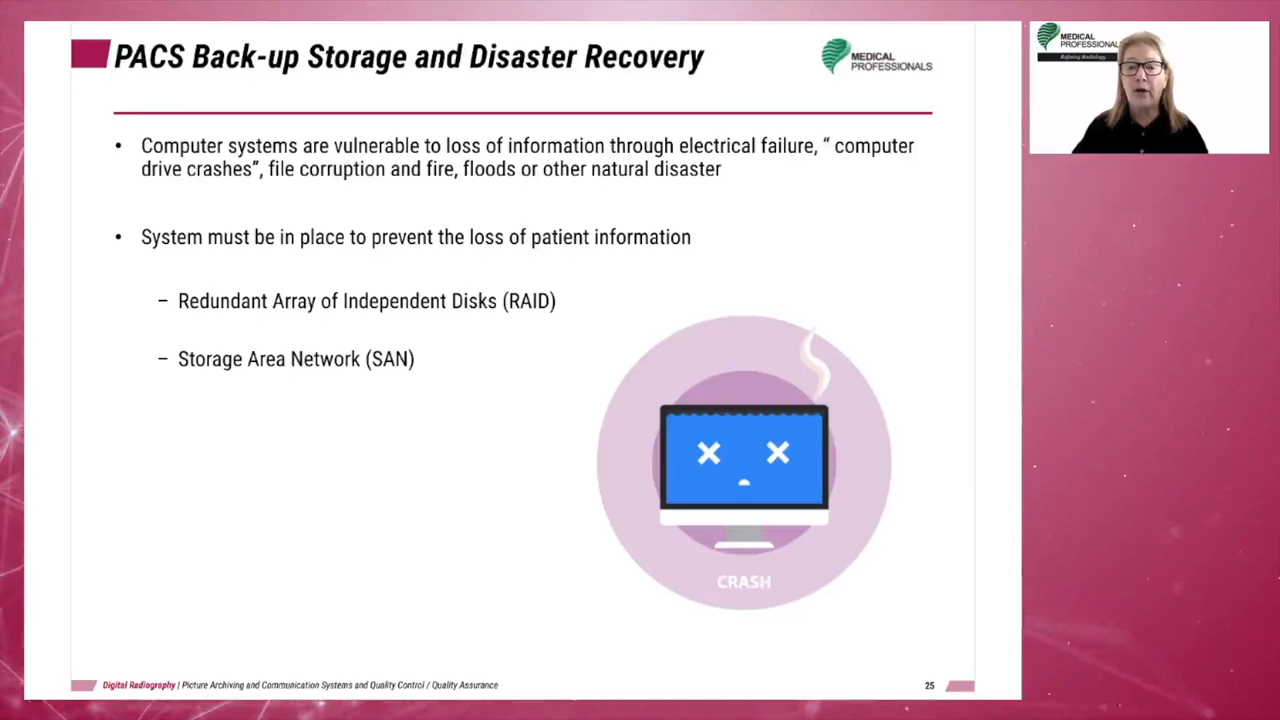 PACS Back-up Storage and Disaster Recovery
MEDICAL
PROFESSIONALS
• Computer systems are vulnerable to loss of information through electrical failure, “ computer
drive crashes”, file corruption and fire, floods or other natural disaster
• System must be in place to prevent the loss of patient information
– Redundant Array of Independent Disks (RAID)
– Storage Area Network (SAN)
CRASH
Digital Radiography | Picture Archiving and Communication Systems and Quality Control / Quality Assurance
25
MEDICAL
PROFESSIONALS
Refining Radiology